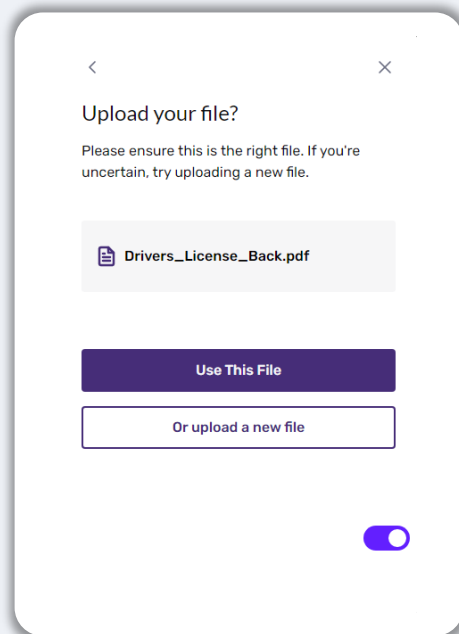 Upload your file?
Please ensure this is the right file. If you're
uncertain, try uploading a new file.
Drivers_License_Back.pdf
Use This File
Or upload a new file